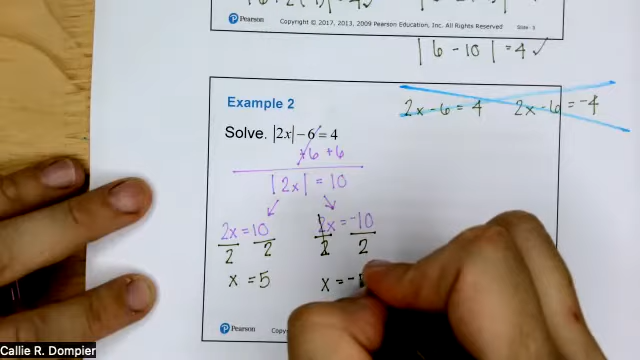 Pearson Copyright © 2017, 2013, 2009 Pearson Education, Inc. All Rights Reserved Slide - 5
|6 - 10| = 4 ✓
Example 2
2x - 6 = 4 2x - 6 = -4
Solve. |2x| − 6 = 4
+6 +6
|2x| = 10
2x = 10 2x = -10
2 2 2 2
x = 5 x = -
Pearson
Callie R. Dompier